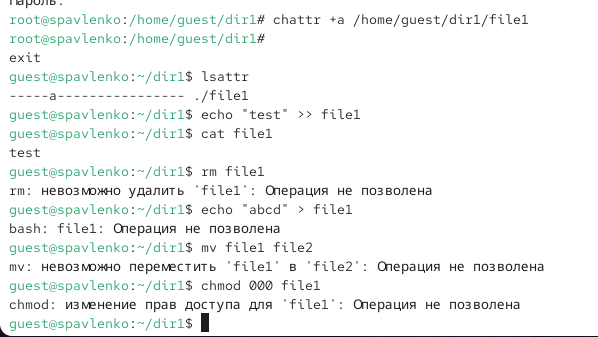 Пароль:
root@spavlenko:/home/guest/dir1# chattr +a /home/guest/dir1/file1
root@spavlenko:/home/guest/dir1#
exit
guest@spavlenko:~/dir1$ lsattr
-----a---------------- ./file1
guest@spavlenko:~/dir1$ echo "test" >> file1
guest@spavlenko:~/dir1$ cat file1
test
guest@spavlenko:~/dir1$ rm file1
rm: невозможно удалить 'file1': Операция не позволена
guest@spavlenko:~/dir1$ echo "abcd" > file1
bash: file1: Операция не позволена
guest@spavlenko:~/dir1$ mv file1 file2
mv: невозможно переместить 'file1' в 'file2': Операция не позволена
guest@spavlenko:~/dir1$ chmod 000 file1
chmod: изменение прав доступа для 'file1': Операция не позволена
guest@spavlenko:~/dir1$